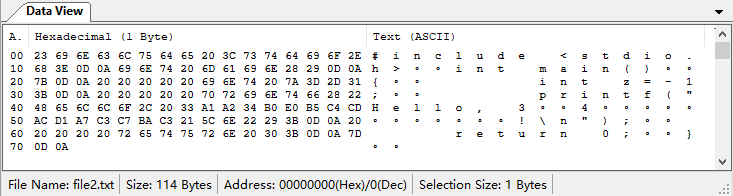 Data View
A. Hexadecimal (1 Byte) Text (ASCII)
00 23 69 6E 63 6C 75 64 65 20 3C 73 74 64 69 6F 2E # i n c l u d e < s t d i o .
10 68 3E 0D 0A 69 6E 74 20 6D 61 69 6E 28 29 0D 0A h > ∘ ∘ i n t m a i n ( ) ∘ ∘
20 7B 0D 0A 20 20 20 20 20 69 6E 74 20 7A 3D 2D 31 { ∘ ∘ i n t z = - 1
30 3B 0D 0A 20 20 20 20 20 70 72 69 6E 74 66 28 22 ; ∘ ∘ p r i n t f ( "
40 48 65 6C 6C 6F 2C 20 33 A1 A2 34 B0 E0 B5 C4 CD H e l l o , 3 ∘ ∘ 4 ∘ ∘ ∘ ∘ ∘
50 AC D1 A7 C3 C7 BA C3 21 5C 6E 22 29 3B 0D 0A 20 ∘ ∘ ∘ ∘ ∘ ∘ ∘ ! \ n " ) ; ∘ ∘
60 20 20 20 20 72 65 74 75 72 6E 20 30 3B 0D 0A 7D r e t u r n 0 ; ∘ ∘ }
70 0D 0A ∘ ∘
File Name: file2.txt Size: 114 Bytes Address: 00000000(Hex)/0(Dec) Selection Size: 1 Bytes